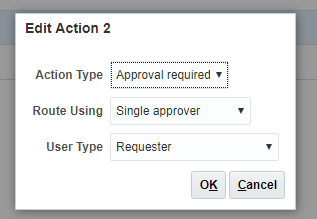 Edit Action 2
Action Type Approval required
Route Using Single approver
User Type Requester
OK Cancel